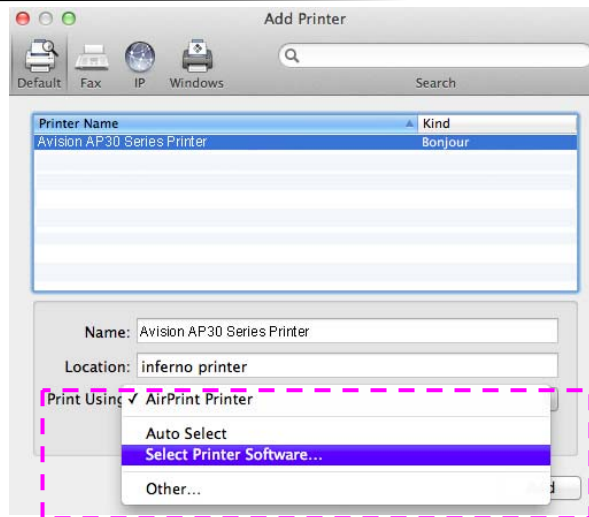 Add Printer
Default Fax IP Windows Search
Printer Name Kind
Avision AP30 Series Printer Bonjour
Name: Avision AP30 Series Printer
Location: inferno printer
Print Using ✓ AirPrint Printer
Auto Select
Select Printer Software...
Other...